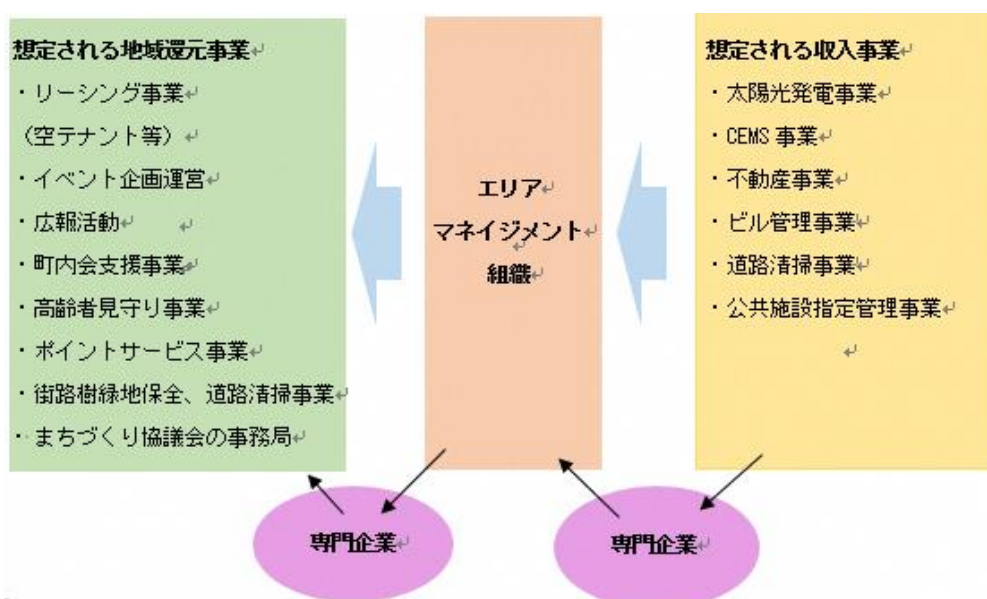 想定される地域還元事業
・リーシング事業
（空テナント等）
・イベント企画運営
・広報活動
・町内会支援事業
・高齢者見守り事業
・ポイントサービス事業
・街路樹緑地保全、道路清掃事業
・まちづくり協議会の事務局
エリア
マネイジメント
組織
想定される収入事業
・太陽光発電事業
・CEMS 事業
・不動産事業
・ビル管理事業
・道路清掃事業
・公共施設指定管理事業
専門企業
専門企業